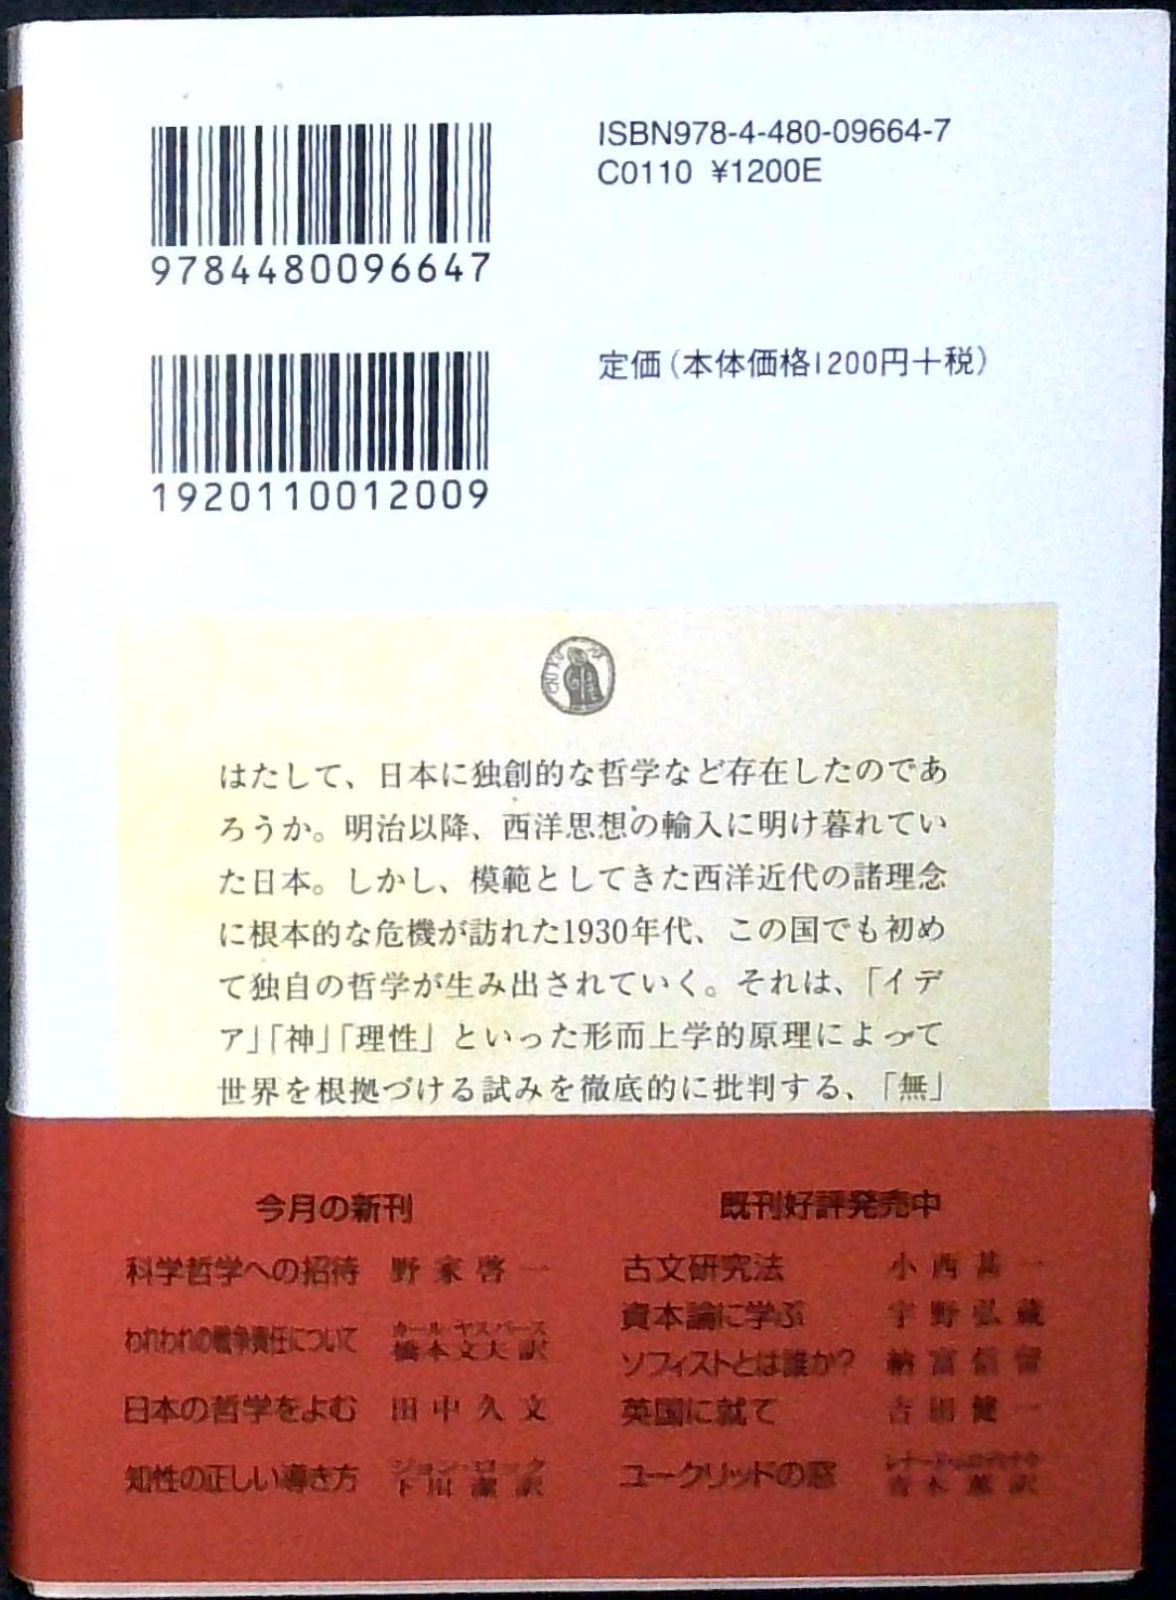 9784480096647
ISBN978-4-480-09664-7
C0110 ¥1200E
1920110012009
定価(本体価格1200円+税)
はたして、日本に独創的な哲学など存在したのであ
ろうか。明治以降、西洋思想の輸入に明け暮れてい
た日本。しかし、模範としてきた西洋近代の諸理念
に根本的な危機が訪れた1930年代、この国でも初め
て独自の哲学が生み出されていく。それは、「イデ
ア」「神」「理性」といった形而上学的原理によって
世界を根拠づける試みを徹底的に批判する、「無」
今月の新刊
科学哲学への招待 野家啓一
われわれの戦争責任について カール・ヤスパース
橋本文夫 訳
日本の哲学をよむ 田中久文
知性の正しい導き方 ジョン・ロック
下川潔 訳
既刊好評発売中
古文研究法 小西甚一
資本論に学ぶ 宇野弘蔵
ソフィストとは誰か? 納富信留
英国に就て 吉田健一
ユークリッドの窓
青木薫 訳